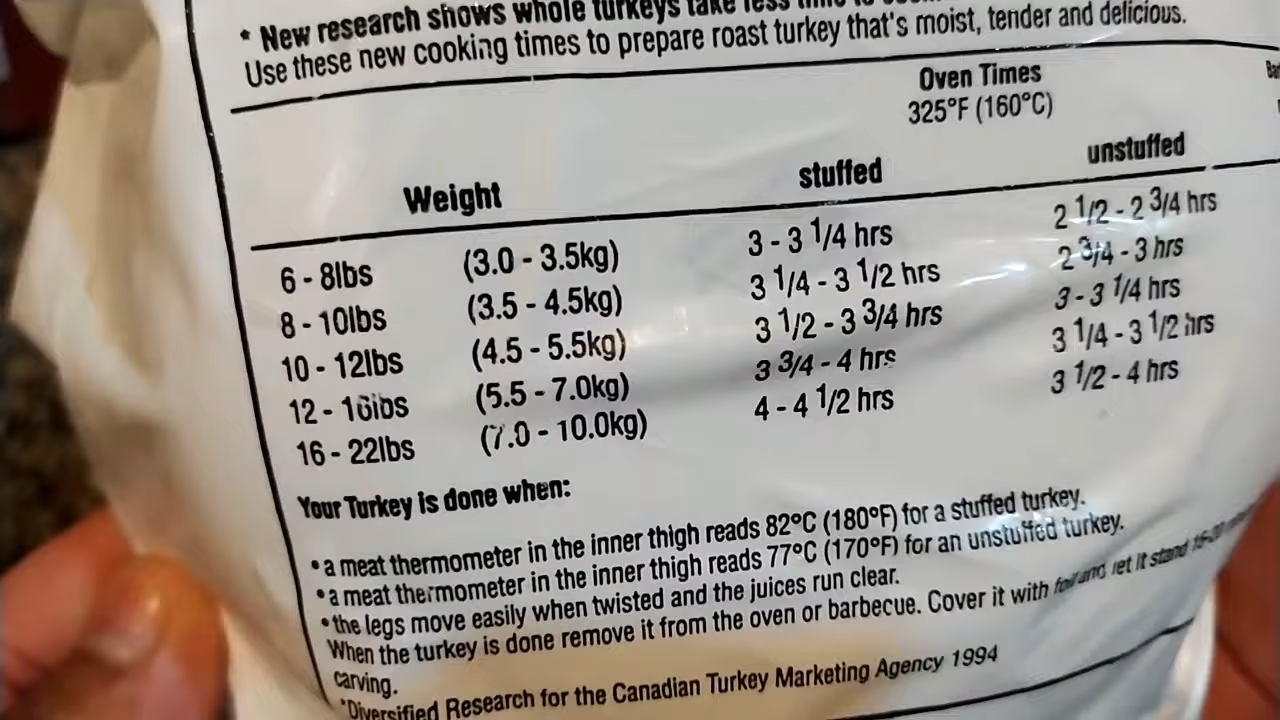 * New research shows whole turkeys take less
Use these new cooking times to prepare roast turkey that's moist, tender and delicious.
Oven Times
325°F (160°C)
Weight stuffed unstuffed
6 - 8lbs (3.0 - 3.5kg) 3 - 3 1/4 hrs 2 1/2 - 2 3/4 hrs
8 - 10lbs (3.5 - 4.5kg) 3 1/4 - 3 1/2 hrs 2 3/4 - 3 hrs
10 - 12lbs (4.5 - 5.5kg) 3 1/2 - 3 3/4 hrs 3 - 3 1/4 hrs
12 - 16lbs (5.5 - 7.0kg) 3 3/4 - 4 hrs 3 1/4 - 3 1/2 hrs
16 - 22lbs (7.0 - 10.0kg) 4 - 4 1/2 hrs 3 1/2 - 4 hrs
Your Turkey is done when:
• a meat thermometer in the inner thigh reads 82°C (180°F) for a stuffed turkey.
• a meat thermometer in the inner thigh reads 77°C (170°F) for an unstuffed turkey.
• the legs move easily when twisted and the juices run clear.
When the turkey is done remove it from the oven or barbecue. Cover it with foil and let it stand
carving.
*Diversified Research for the Canadian Turkey Marketing Agency 1994